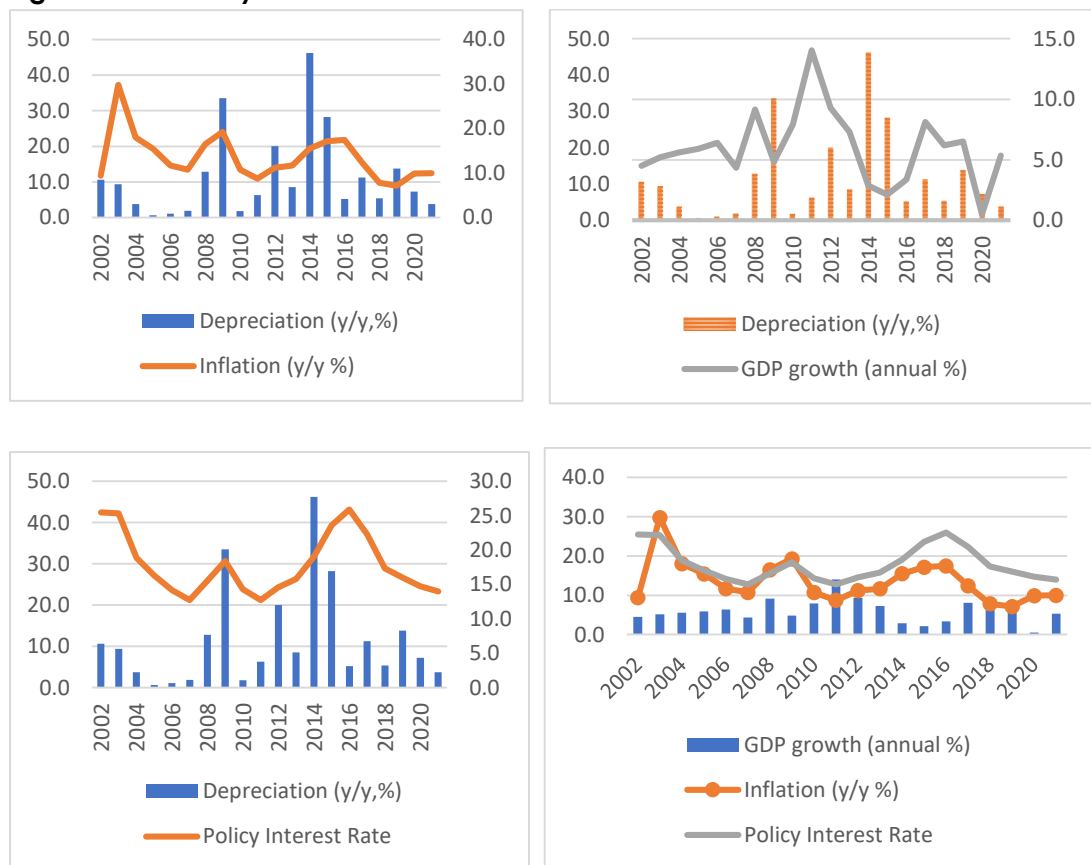 50.0 40.0
40.0 30.0
30.0 20.0
20.0 10.0
10.0 0.0
0.0
2002 2004 2006 2008 2010 2012 2014 2016 2018 2020
Depreciation (y/y,%)
Inflation (y/y %)
50.0 15.0
40.0 10.0
30.0 5.0
20.0 0.0
10.0
0.0
2002 2004 2006 2008 2010 2012 2014 2016 2018 2020
Depreciation (y/y,%)
GDP growth (annual %)
50.0 30.0
40.0 25.0
30.0 20.0
20.0 15.0
10.0 10.0
0.0 5.0
0.0
2002 2004 2006 2008 2010 2012 2014 2016 2018 2020
Depreciation (y/y,%)
Policy Interest Rate
40.0
30.0
20.0
10.0
0.0
2002 2004 2006 2008 2010 2012 2014 2016 2018 2020
GDP growth (annual %)
Inflation (y/y %)
Policy Interest Rate